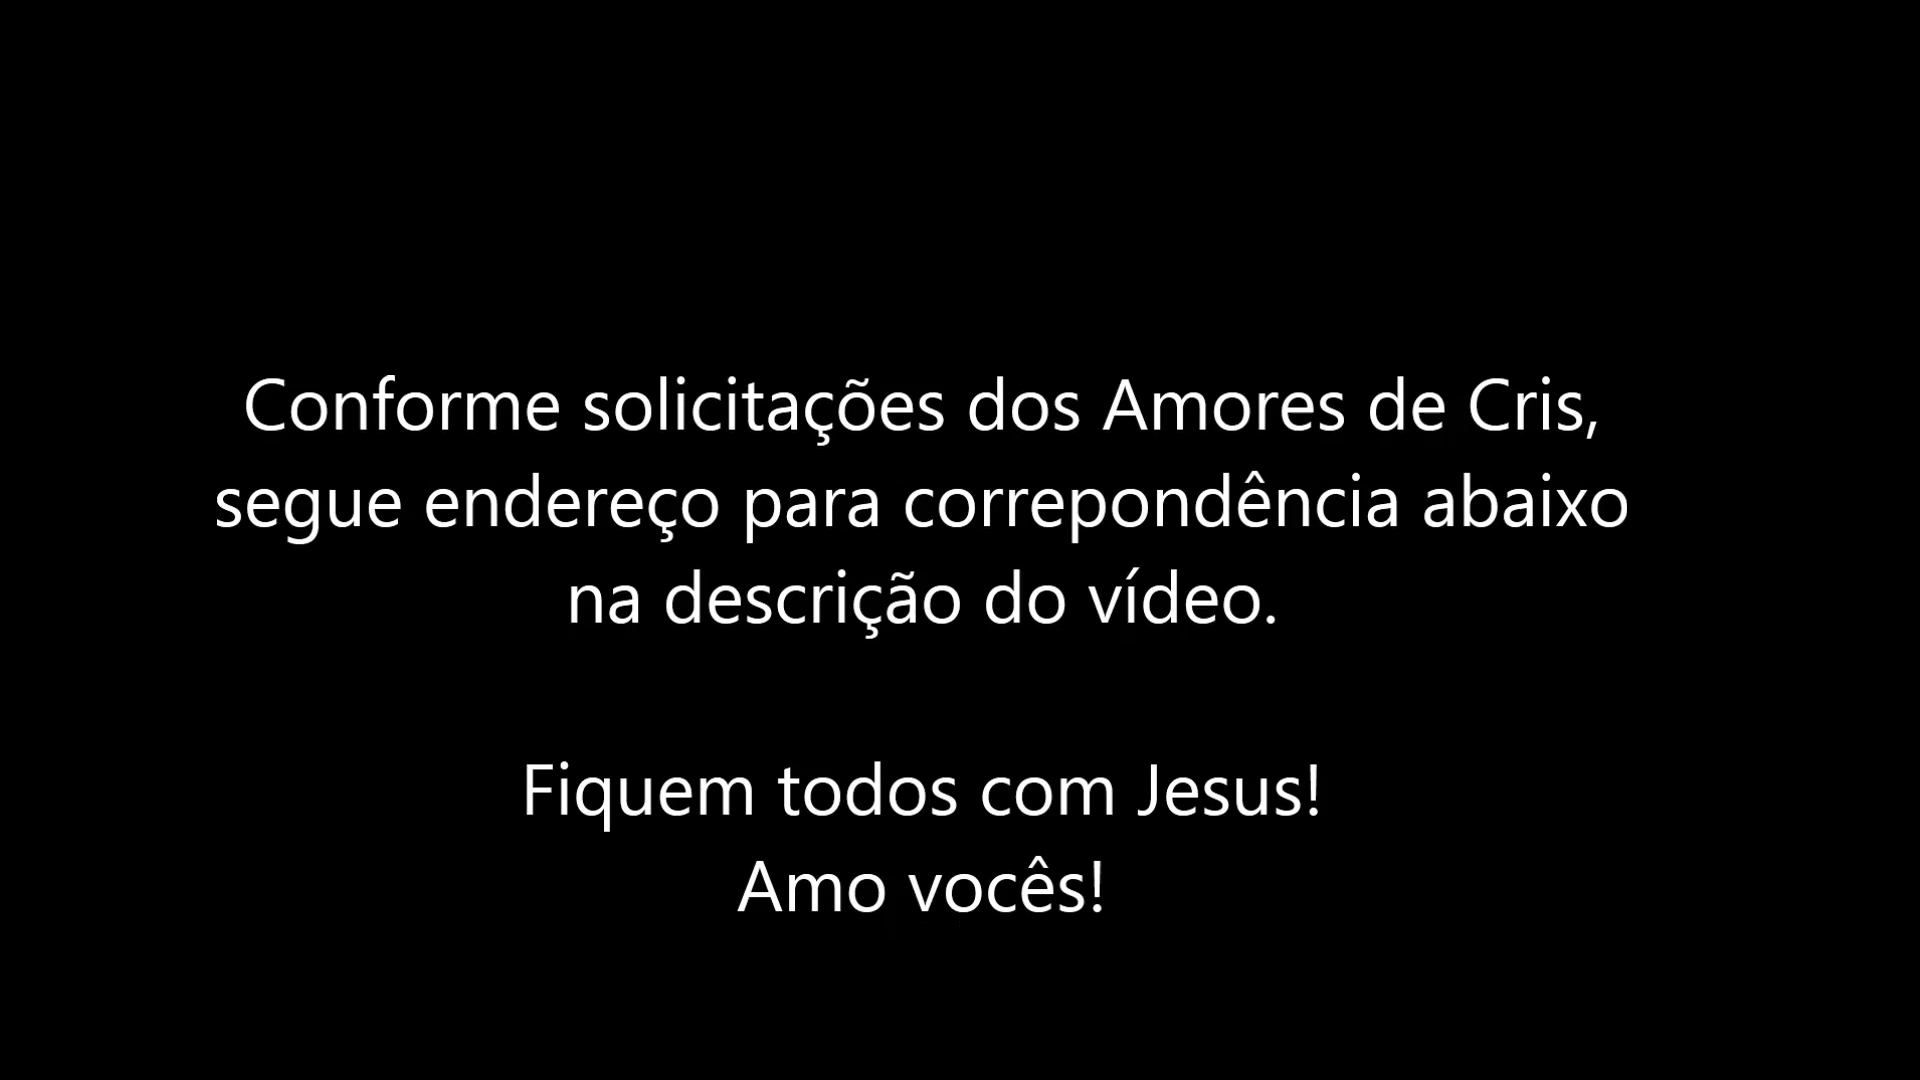 Conforme solicitações dos Amores de Cris,
segue endereço para correpondência abaixo
na descrição do vídeo.
Fiquem todos com Jesus!
Amo vocês!